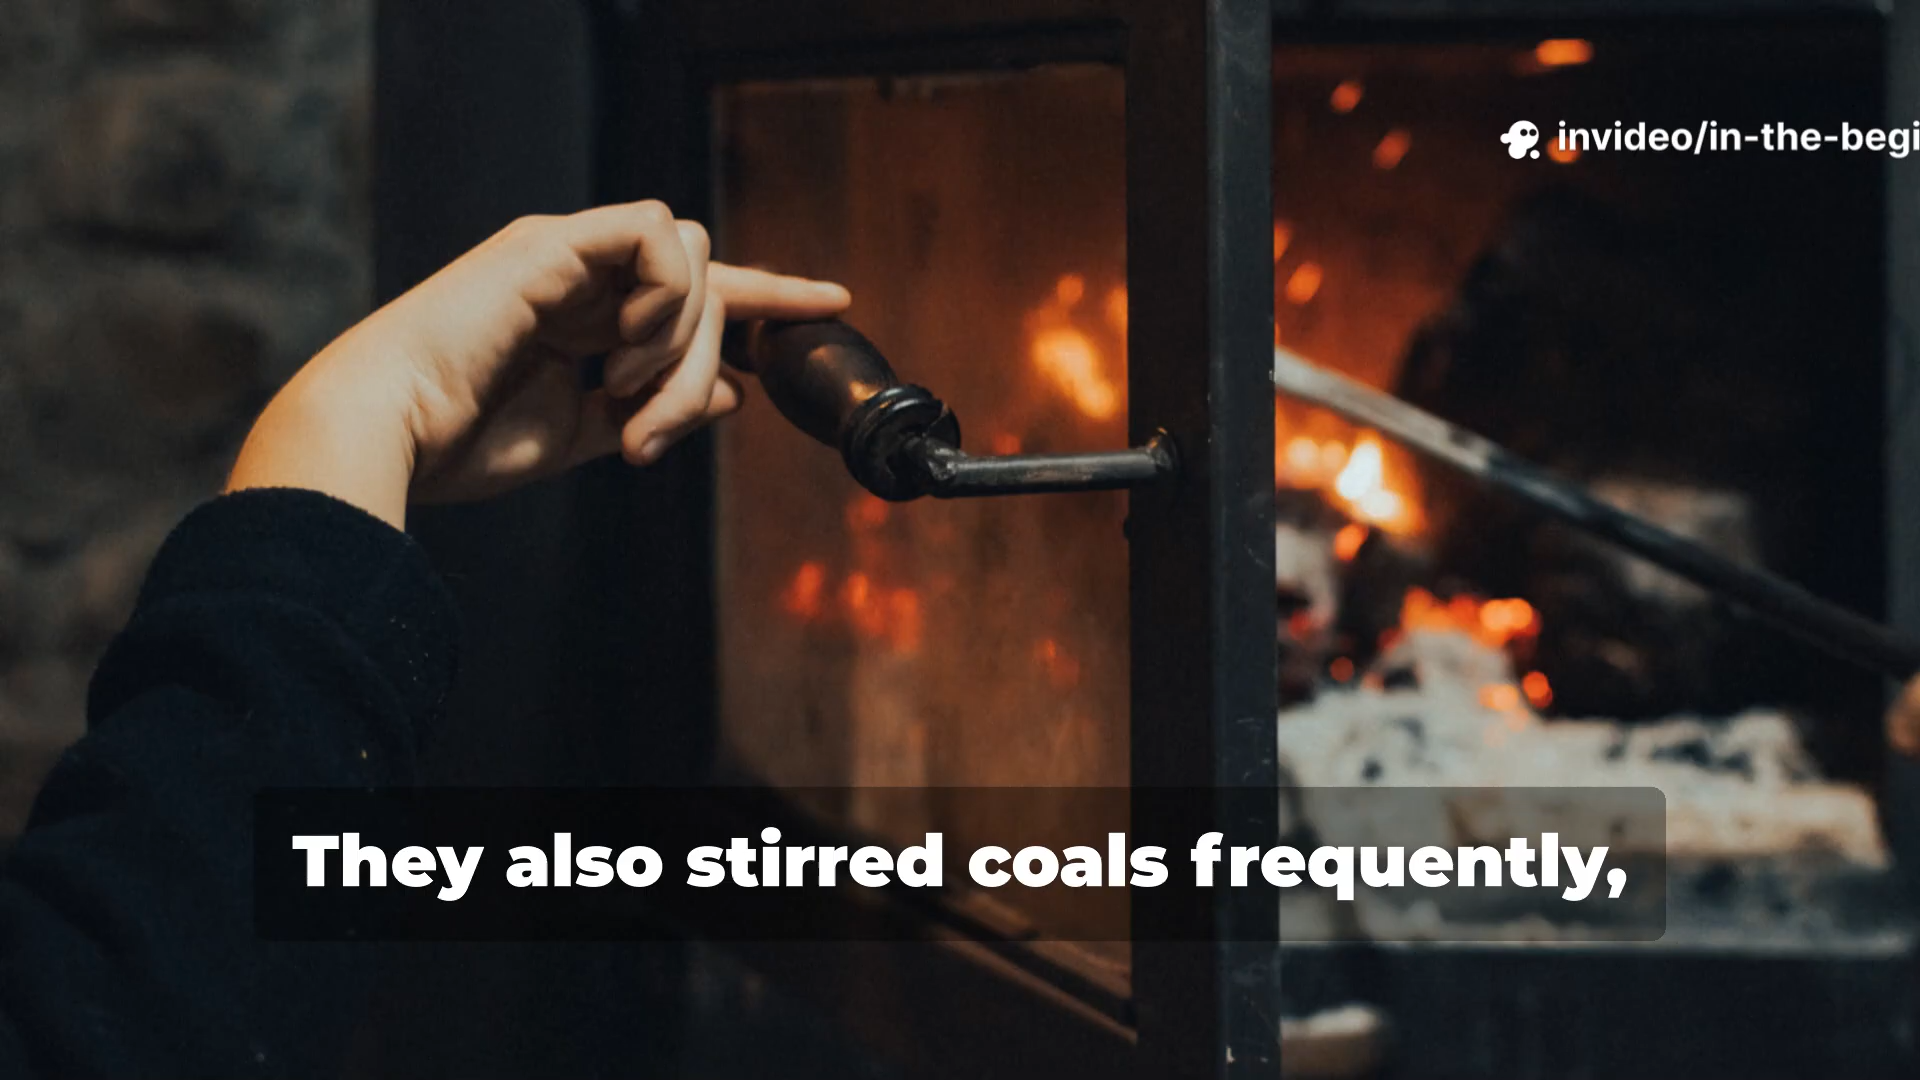 invideo/in-the-begi
They also stirred coals frequently,